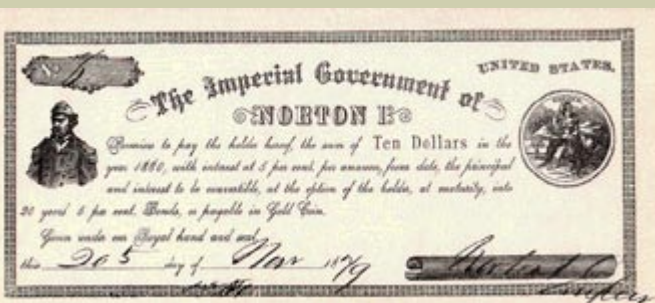 No
UNITED STATES.
The Imperial Government of
NORTON I.
Promises to pay the holder hereof, the sum of Ten Dollars in the
year 1880, with interest at 5 per cent. per annum, from date, the principal
and interest to be convertible, at the option of the holder, at maturity, into
20 years' 5 per cent. Bonds, or payable in Gold Coin.
Given under our Royal hand and seal,
this day of Nov 1879
Norton I